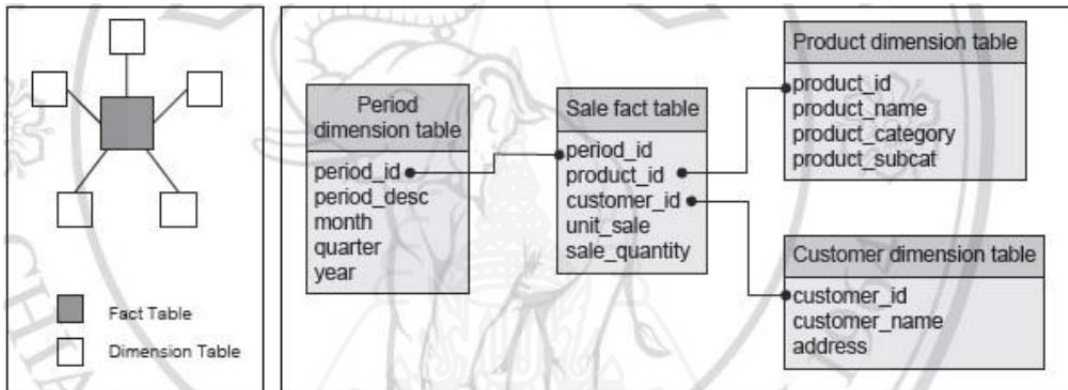 Fact Table
Dimension Table
Period
dimension table
period_id
period_desc
month
quarter
year
Sale fact table
period_id
product_id
customer_id
unit_sale
sale_quantity
Product dimension table
product_id
product_name
product_category
product_subcat
Customer dimension table
customer_id
customer_name
address